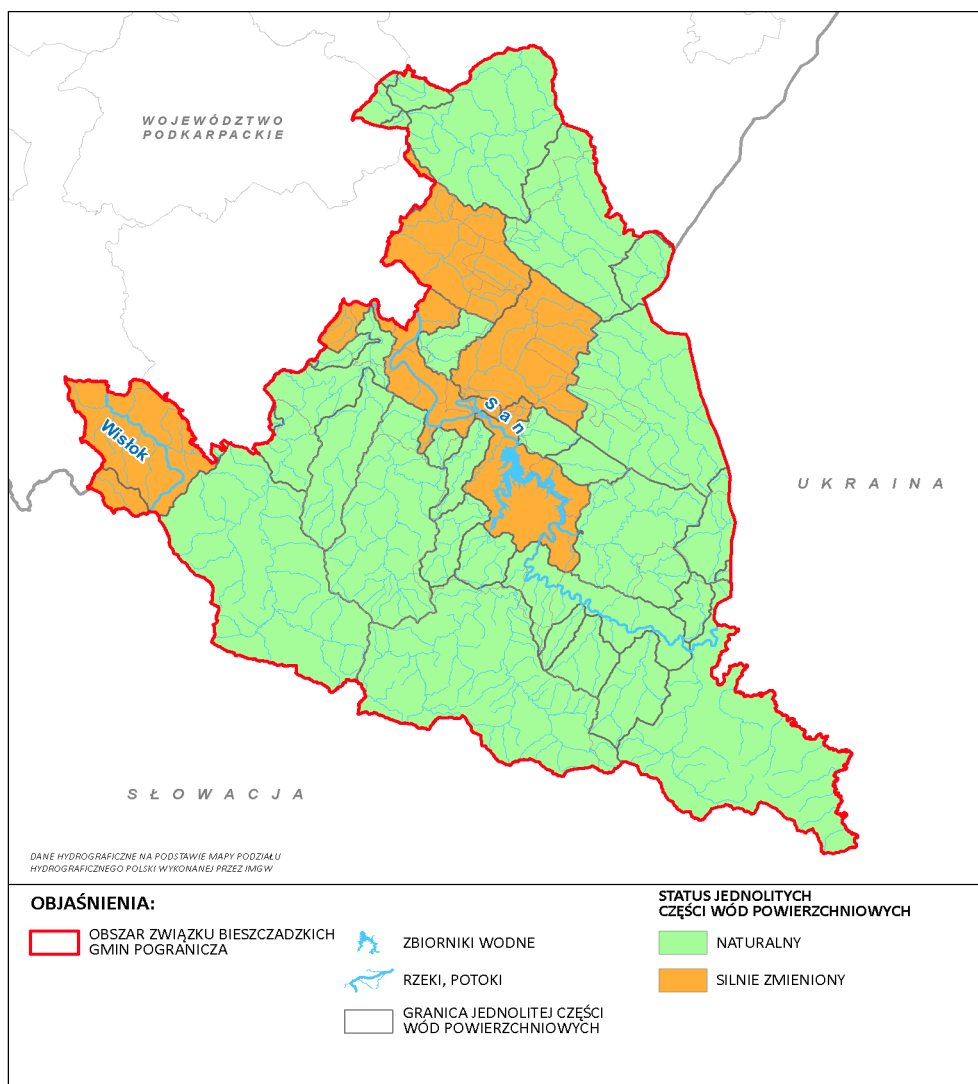 WOJEWÓDZTWO
PODKARPACKIE
San
Wisłok
UKRAINA
SŁOWACJA
DANE HYDROGRAFICZNE NA PODSTAWIE MAPY PODZIAŁU
HYDROGRAFICZNEGO POLSKI WYKONANEJ PRZEZ IMGW
OBJAŚNIENIA:
OBSZAR ZWIĄZKU BIESZCZADZKICH
GMIN POGRANICZA
ZBIORNIKI WODNE
RZEKI, POTOKI
GRANICA JEDNOLITEJ CZĘŚCI
WÓD POWIERZCHNIOWYCH
STATUS JEDNOLITYCH
CZĘŚCI WÓD POWIERZCHNIOWYCH
NATURALNY
SILNIE ZMIENIONY